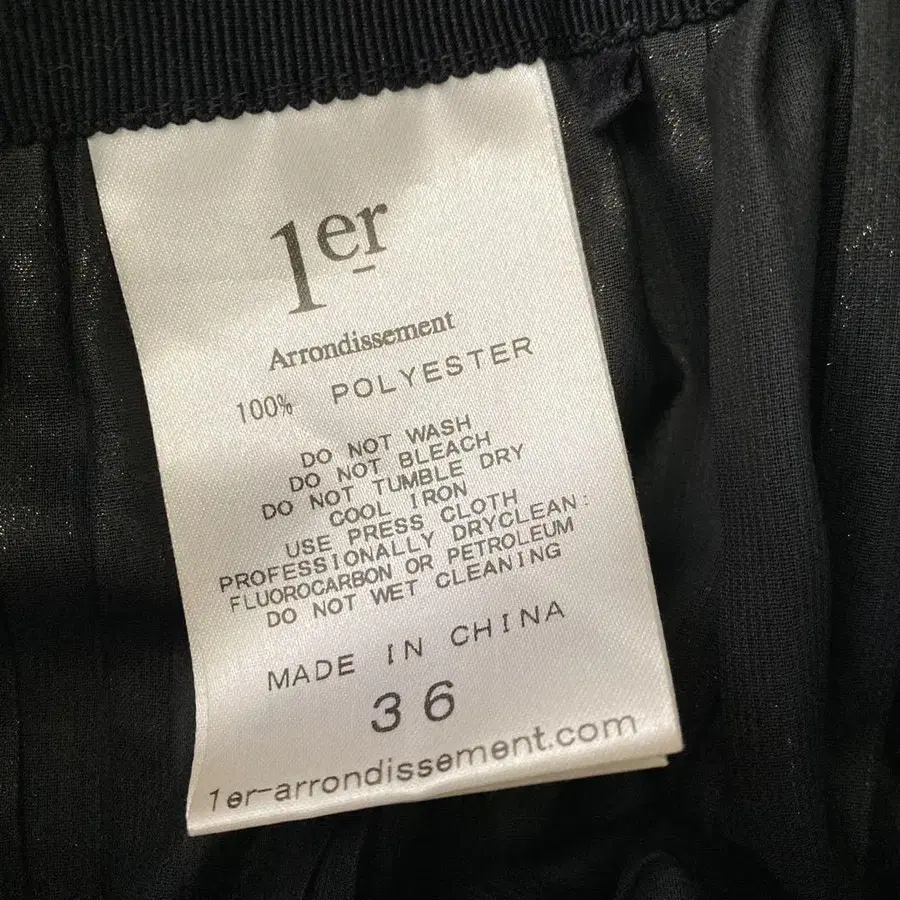 1er
Arrondissement
100% POLYESTER
DO NOT WASH
DO NOT BLEACH
DO NOT TUMBLE DRY
COOL IRON
USE PRESS CLOTH
PROFESSIONALLY DRYCLEAN:
FLUOROCARBON OR PETROLEUM
DO NOT WET CLEANING
MADE IN CHINA
36
1er-arrondissement.com